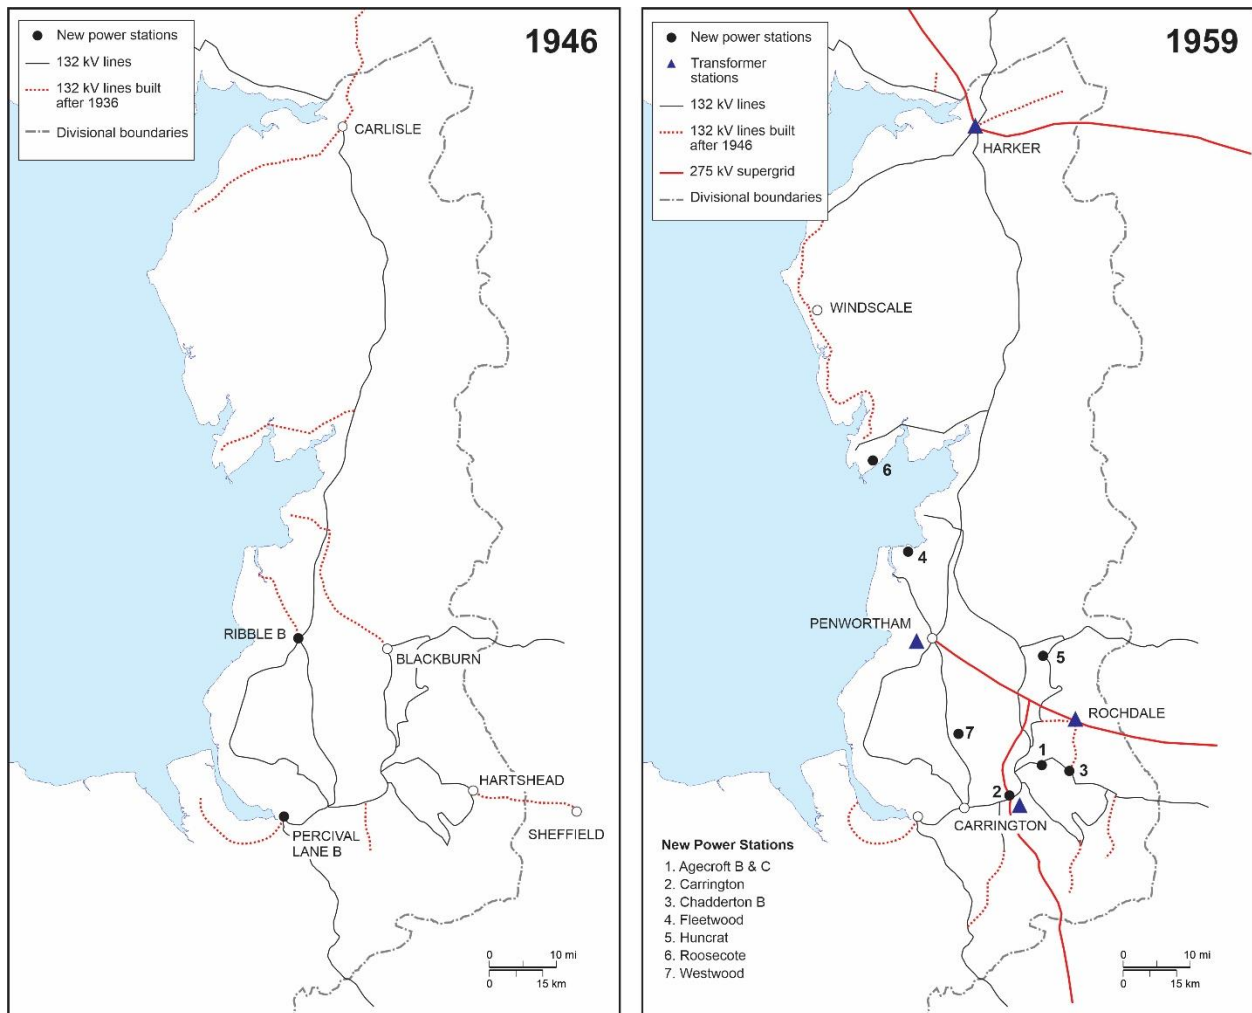 1946
New power stations
132 kV lines
132 kV lines built
after 1936
Divisional boundaries
CARLISLE
RIBBLE B
BLACKBURN
HARTSHEAD
SHEFFIELD
PERCIVAL
LANE B
0 10 mi
0 15 km
1959
New power stations
Transformer
stations
132 kV lines
132 kV lines built
after 1946
275 kV supergrid
Divisional boundaries
HARKER
WINDSCALE
6
4
PENWORTHAM
5
ROCHDALE
7
1
3
2
CARRINGTON
New Power Stations
1. Agecroft B & C
2. Carrington
3. Chadderton B
4. Fleetwood
5. Huncrat
6. Roosecote
7. Westwood
0 10 mi
0 15 km